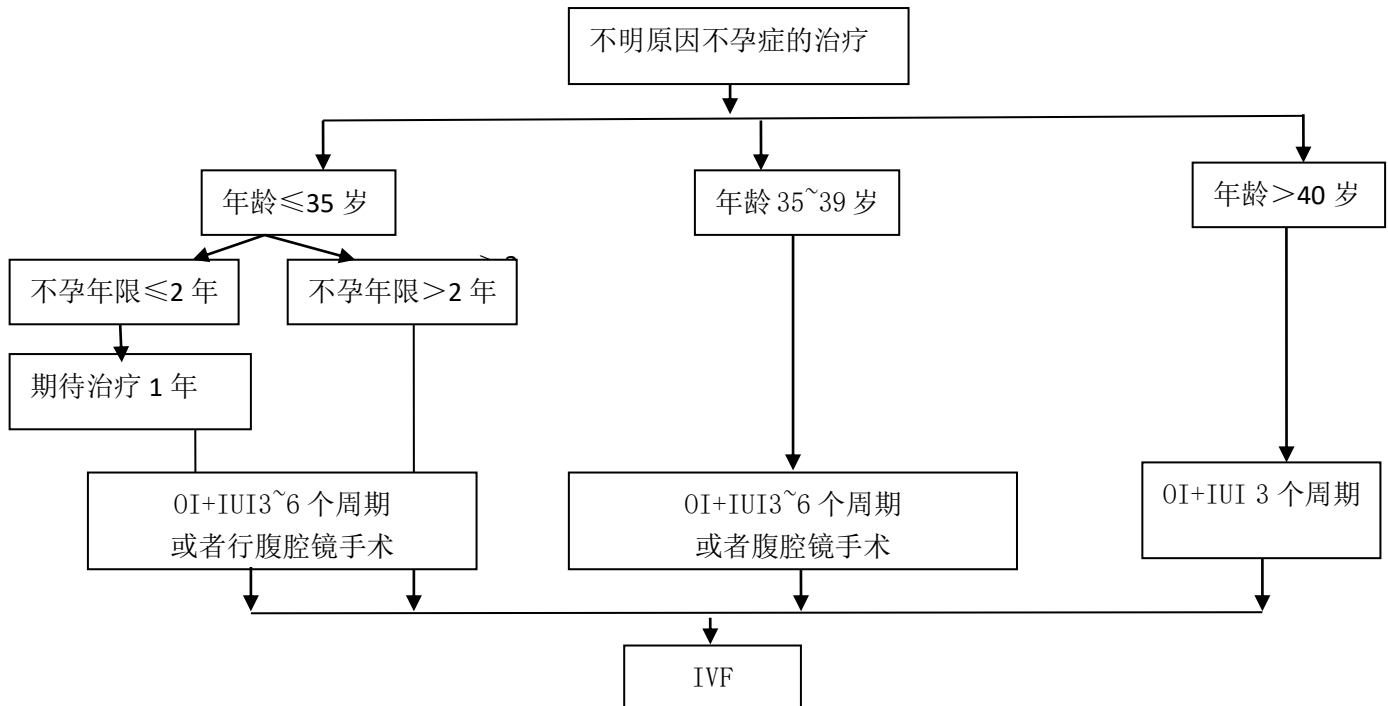 不明原因不孕症的治疗
年龄≤35 岁
年龄 35~39 岁
年龄＞40 岁
不孕年限≤2 年
不孕年限＞2 年
期待治疗 1 年
OI+IUI3~6 个周期
或者行腹腔镜手术
OI+IUI3~6 个周期
或者腹腔镜手术
OI+IUI 3 个周期
IVF